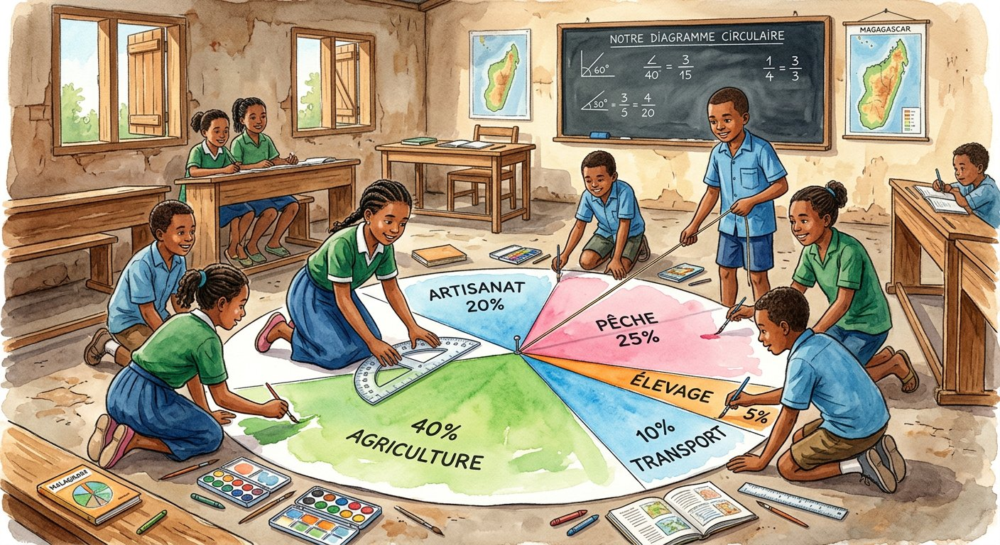 NOTRE DIAGRAMME CIRCULAIRE
60°
∠/40 = 3/15
1/4 = 3/3
30° = 3/5 = 4/20
MAGAGASCAR
ARTISANAT
20%
PÊCHE
25%
ÉLEVAGE
5%
40%
AGRICULTURE
10%
TRANSPORT